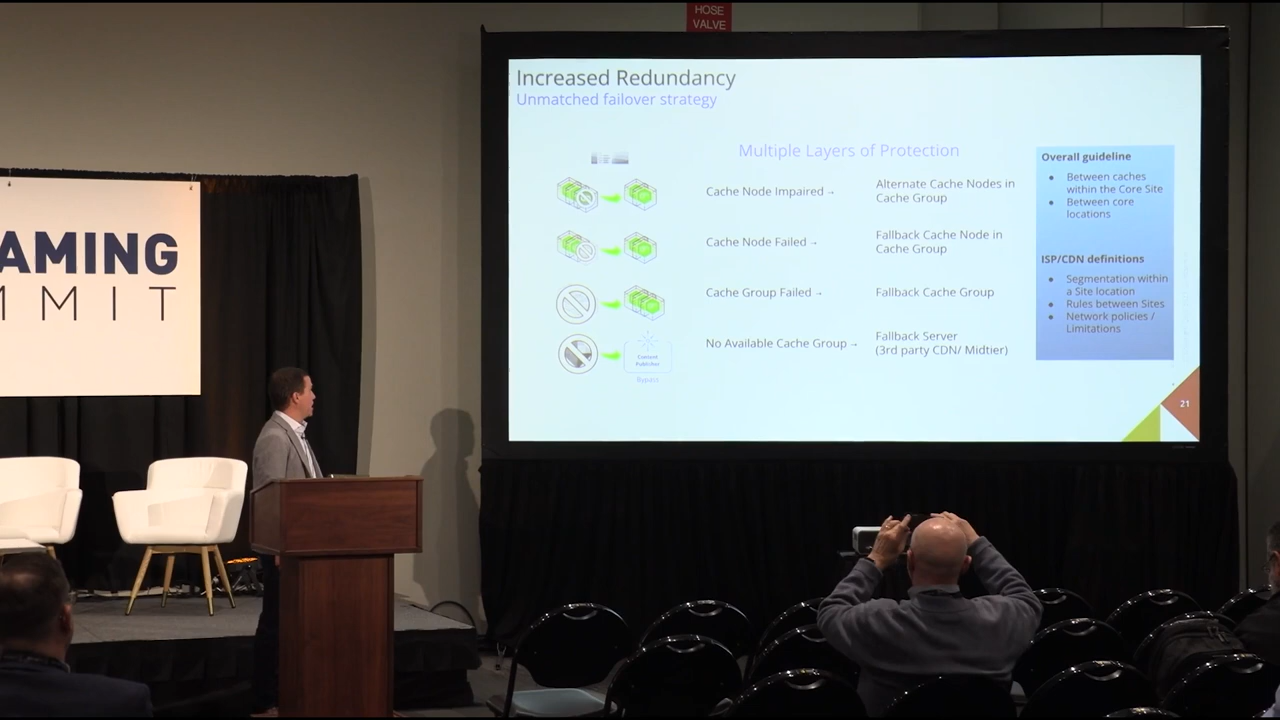 HOSE
VALVE
AMING
MMIT
Increased Redundancy
Unmatched failover strategy
Multiple Layers of Protection
Cache Node Impaired →
Alternate Cache Nodes in
Cache Group
Cache Node Failed →
Fallback Cache Node in
Cache Group
Cache Group Failed →
Fallback Cache Group
No Available Cache Group →
Fallback Server
(3rd party CDN/ Midtier)
Content
Publisher
Bypass
Overall guideline
• Between caches
within the Core Site
• Between core
locations
ISP/CDN definitions
• Segmentation within
a Site location
• Rules between Sites
• Network policies /
Limitations
21